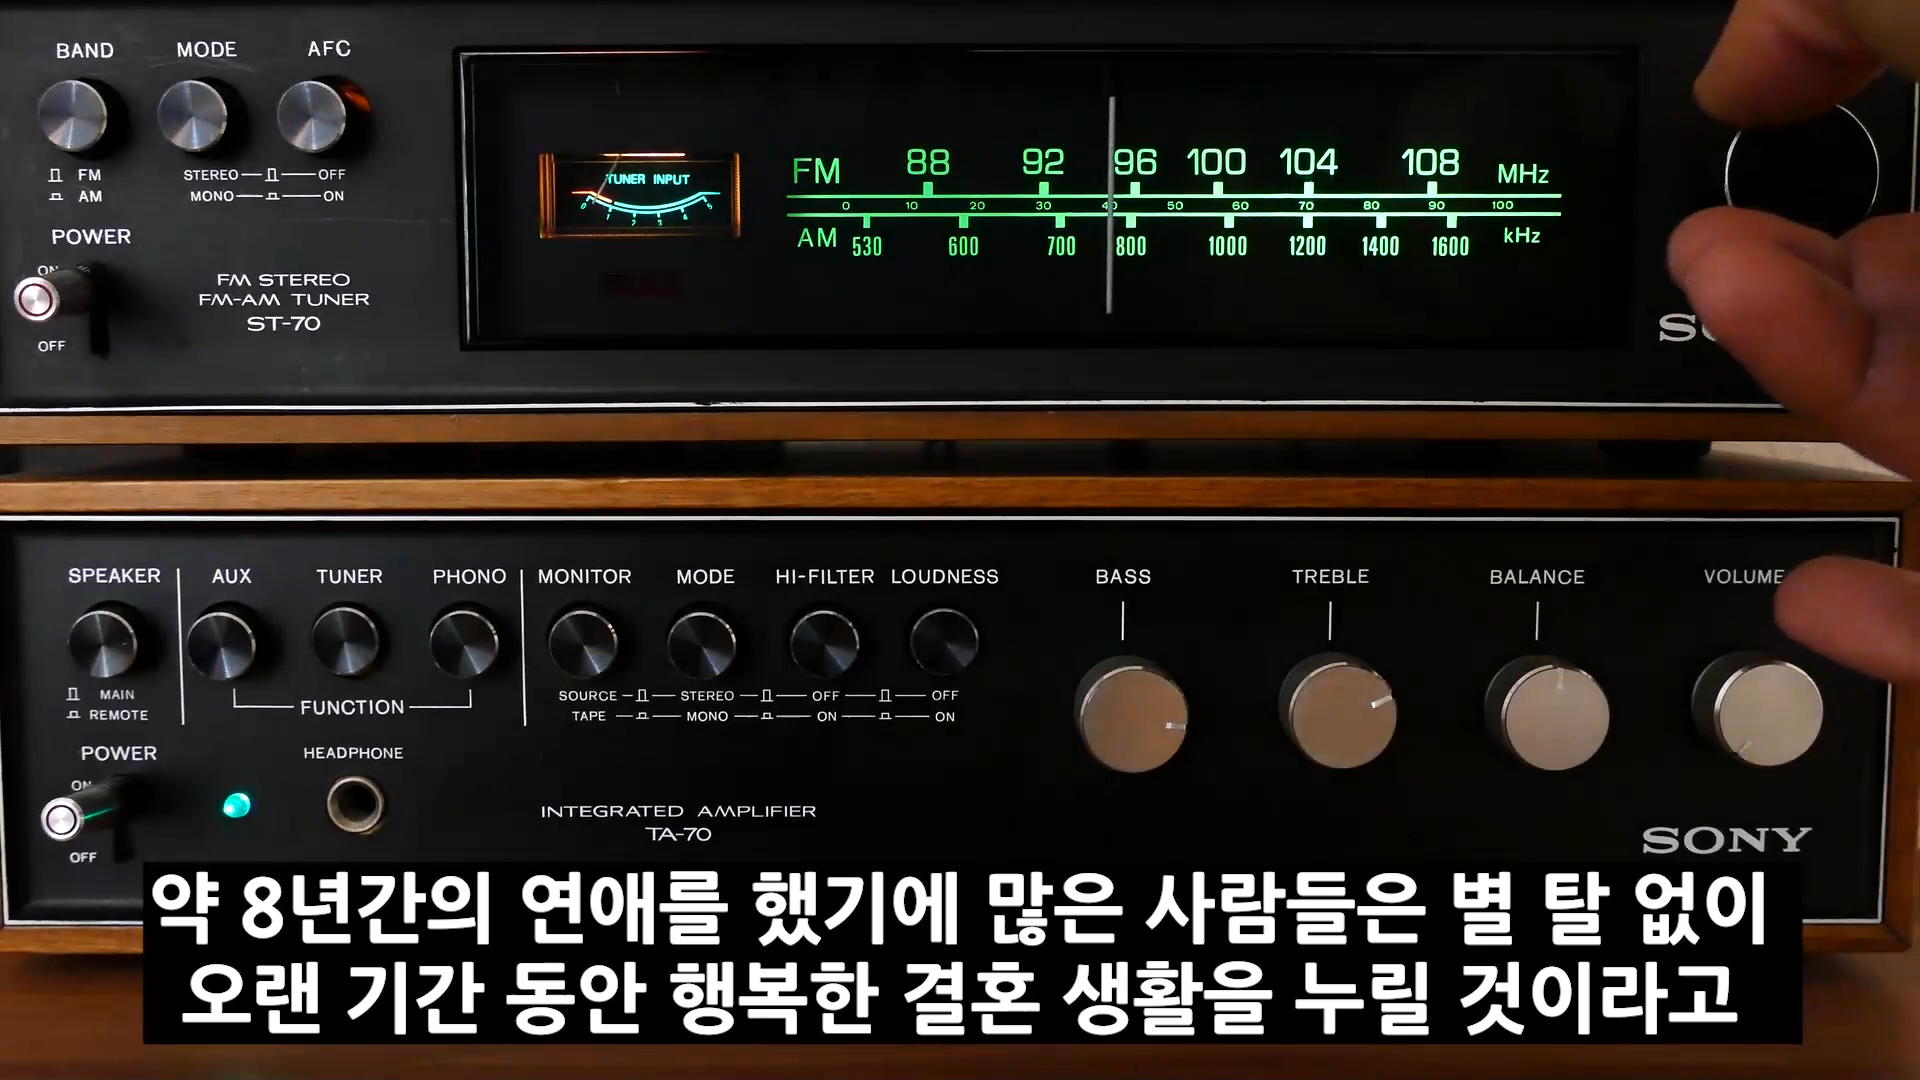 BAND MODE AFC
FM STEREO OFF
AM MONO ON
POWER
ON
OFF
FM STEREO
FM-AM TUNER
ST-70
TUNER INPUT
0 1 2 3 4 5
FM 88 92 96 100 104 108 MHz
0 10 20 30 40 50 60 70 80 90 100
AM 530 600 700 800 1000 1200 1400 1600 kHz
SPEAKER AUX TUNER PHONO MONITOR MODE HI-FILTER LOUDNESS BASS TREBLE BALANCE VOLUME
MAIN SOURCE STEREO OFF OFF
REMOTE FUNCTION TAPE MONO ON ON
POWER HEADPHONE
ON
OFF
INTEGRATED AMPLIFIER
TA-70
SONY
약 8년간의 연애를 했기에 많은 사람들은 별 탈 없이
오랜 기간 동안 행복한 결혼 생활을 누릴 것이라고